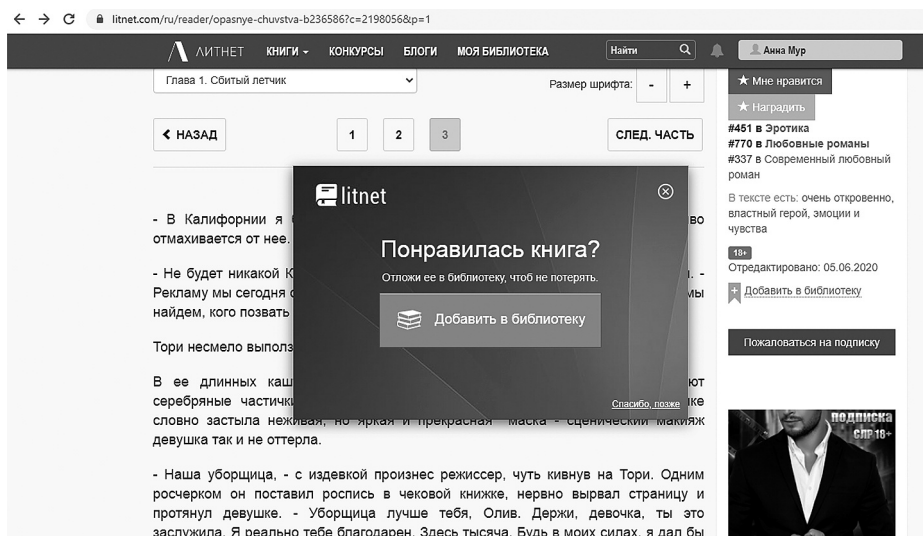 litnet.com/ru/reader/opasnye-chuvstva-b236586?c=2198056&p=1
ЛИТНЕТ КНИГИ КОНКУРСЫ БЛОГИ МОЯ БИБЛИОТЕКА Найти Анна Мур
Глава 1. Сбитый летчик
Размер шрифта: - +
НАЗАД 1 2 3 СЛЕД. ЧАСТЬ
- В Калифорнии я
отмахивается от нее.
- Не будет никакой К
Рекламу мы сегодня
найдем, кого позвать
Тори несмело выполз
В ее длинных каш
серебряные частички
словно застыла неживая, но яркая и прекрасная маска - сценический макияж
девушка так и не оттерла.
- Наша уборщица, - с издевкой произнес режиссер, чуть кивнув на Тори. Одним
росчерком он поставил роспись в чековой книжке, нервно вырвал страницу и
протянул девушке. - Уборщица лучше тебя, Олив. Держи, девочка, ты это
заслужила. Я реально тебе благодарен. Здесь тысяча. Будь в моих силах, я дал бы
litnet
Понравилась книга?
Отложи ее в библиотеку, чтоб не потерять.
Добавить в библиотеку
Спасибо, позже
Мне нравится
Наградить
#451 в Эротика
#770 в Любовные романы
#337 в Современный любовный
роман
В тексте есть: очень откровенно,
властный герой, эмоции и
чувства
18+
Отредактировано: 05.06.2020
Добавить в библиотеку
Пожаловаться на подписку
ПОДПИСКА
СЛР 18+